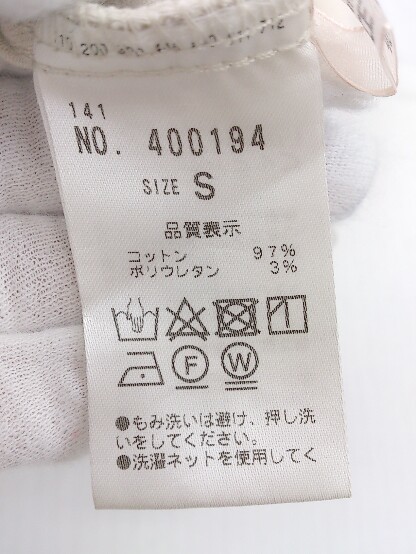 141
NO. 400194
SIZE S
品質表示
コットン 97%
ポリウレタン 3%
F W
●もみ洗いは避け、押し洗
いをしてください。
●洗濯ネットを使用してく